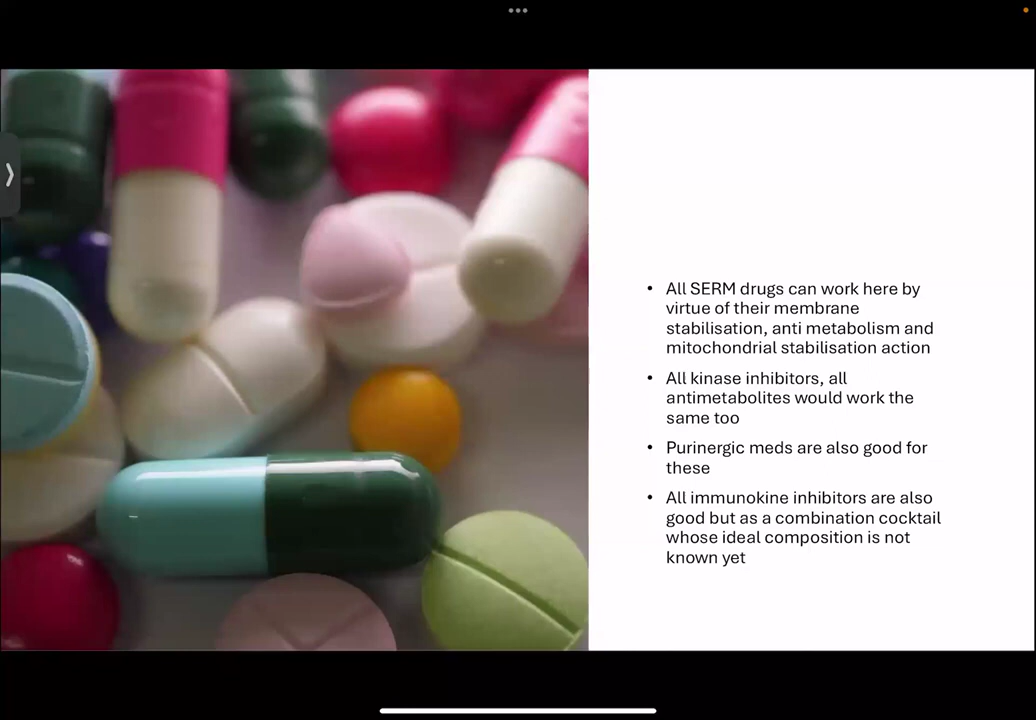 • All SERM drugs can work here by
virtue of their membrane
stabilisation, anti metabolism and
mitochondrial stabilisation action
• All kinase inhibitors, all
antimetabolites would work the
same too
• Purinergic meds are also good for
these
• All immunokine inhibitors are also
good but as a combination cocktail
whose ideal composition is not
known yet